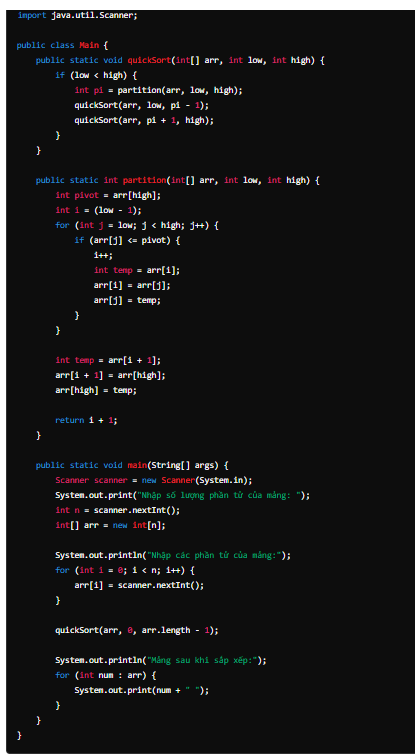 import java.util.Scanner;

public class Main {
    public static void quickSort(int[] arr, int low, int high) {
        if (low < high) {
            int pi = partition(arr, low, high);
            quickSort(arr, low, pi - 1);
            quickSort(arr, pi + 1, high);
        }
    }

    public static int partition(int[] arr, int low, int high) {
        int pivot = arr[high];
        int i = (low - 1);
        for (int j = low; j < high; j++) {
            if (arr[j] <= pivot) {
                i++;
                int temp = arr[i];
                arr[i] = arr[j];
                arr[j] = temp;
            }
        }

        int temp = arr[i + 1];
        arr[i + 1] = arr[high];
        arr[high] = temp;

        return i + 1;
    }

    public static void main(String[] args) {
        Scanner scanner = new Scanner(System.in);
        System.out.print("Nhập số lượng phần tử của mảng: ");
        int n = scanner.nextInt();
        int[] arr = new int[n];

        System.out.println("Nhập các phần tử của mảng:");
        for (int i = 0; i < n; i++) {
            arr[i] = scanner.nextInt();
        }

        quickSort(arr, 0, arr.length - 1);

        System.out.println("Mảng sau khi sắp xếp:");
        for (int num : arr) {
            System.out.print(num + " ");
        }
    }
}